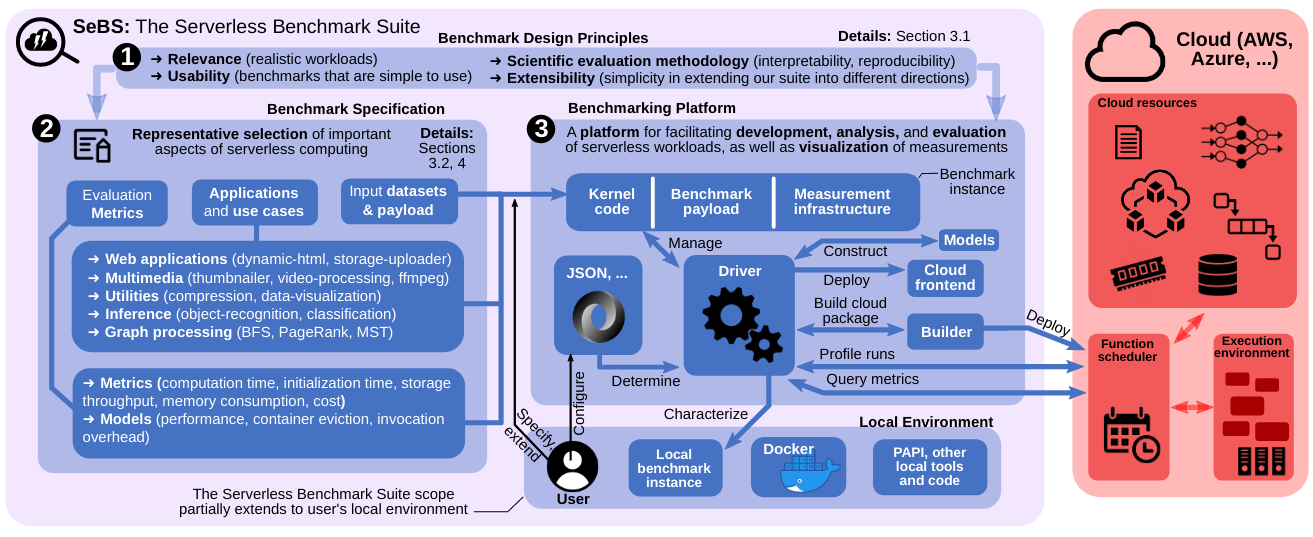 SeBS: The Serverless Benchmark Suite
Benchmark Design Principles
Details: Section 3.1
1
➔ Relevance (realistic workloads)
➔ Usability (benchmarks that are simple to use)
➔ Scientific evaluation methodology (interpretability, reproducibility)
➔ Extensibility (simplicity in extending our suite into different directions)
Benchmark Specification
2
Representative selection of important
aspects of serverless computing
Details:
Sections
3.2, 4
Evaluation
Metrics
Applications
and use cases
Input datasets
& payload
➔ Web applications (dynamic-html, storage-uploader)
➔ Multimedia (thumbnailer, video-processing, ffmpeg)
➔ Utilities (compression, data-visualization)
➔ Inference (object-recognition, classification)
➔ Graph processing (BFS, PageRank, MST)
➔ Metrics (computation time, initialization time, storage
throughput, memory consumption, cost)
➔ Models (performance, container eviction, invocation
overhead)
Benchmarking Platform
3
A platform for facilitating development, analysis, and evaluation
of serverless workloads, as well as visualization of measurements
Kernel
code
Benchmark
payload
Measurement
infrastructure
Benchmark
instance
Manage
JSON, ...
Driver
Construct
Models
Deploy
Cloud
frontend
Build cloud
package
Builder
Deploy
Profile runs
Determine
Query metrics
Characterize
Configure
Specify,
extend
User
Local Environment
Local
benchmark
instance
Docker
PAPI, other
local tools
and code
The Serverless Benchmark Suite scope
partially extends to user's local environment
Cloud (AWS,
Azure, ...)
Cloud resources
Function
scheduler
Execution
environment